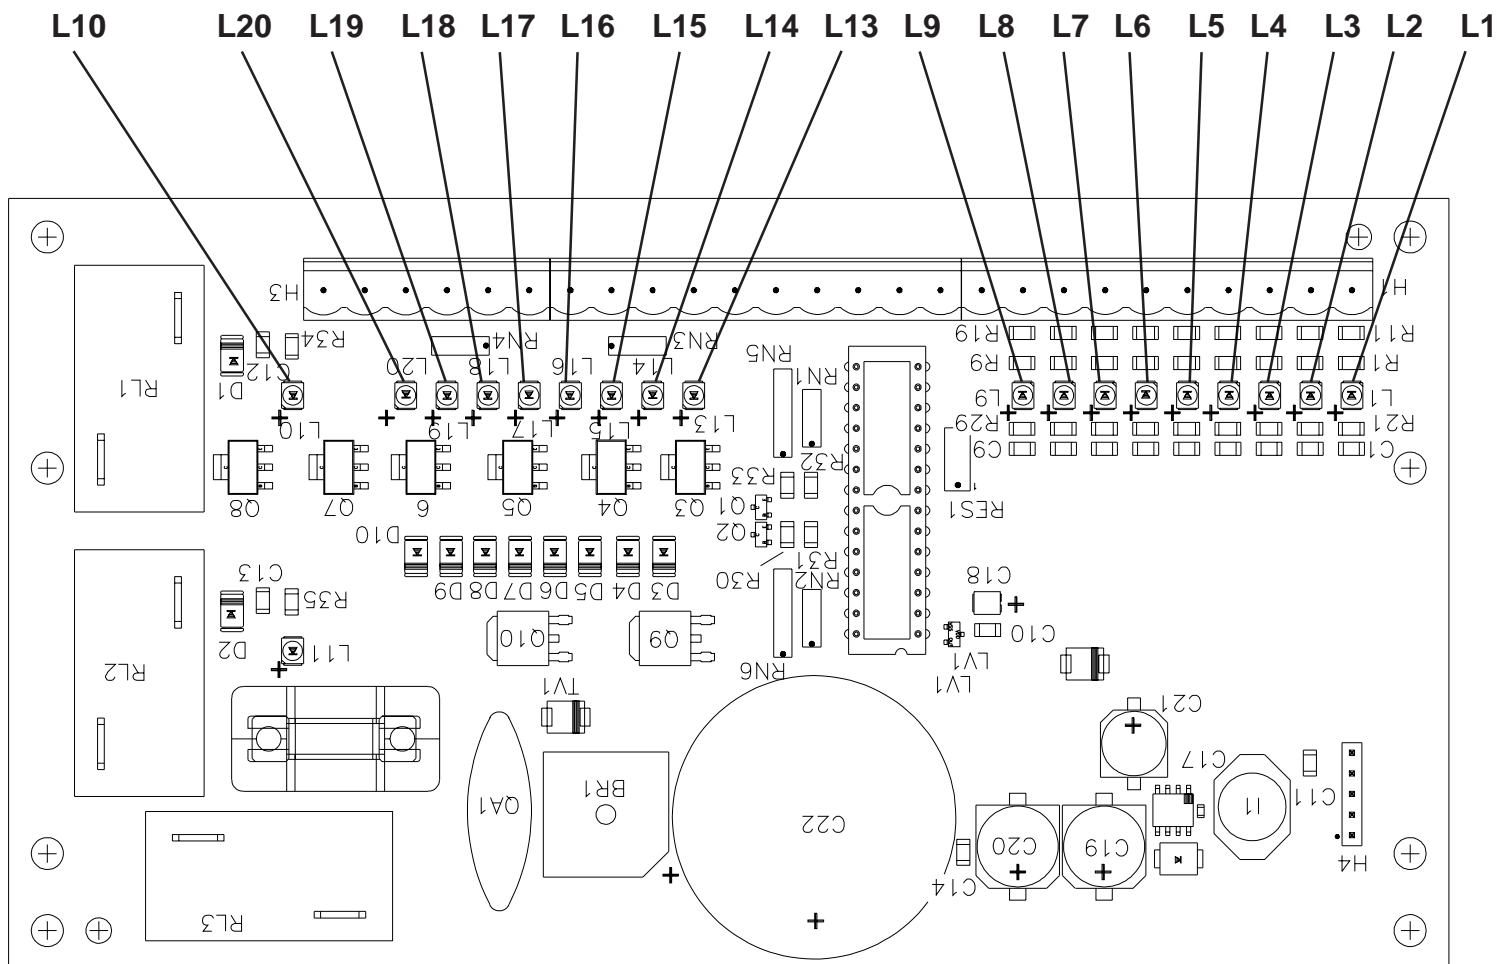 L10 L20 L19 L18 L17 L16 L15 L14 L13 L9 L8 L7 L6 L5 L4 L3 L2 L1
H3 H1
R19 R11
R34 RN4 RN3
C12 L20 L18 L16 L14 RN5 R9 R1
D1 RL1 RN1
L9 L1
L10 L19 L17 L15 L13 R29 R21
R32 C9 C1
R33
Q8 Q7 6 Q5 Q4 Q3 Q1 RES1
D10 Q2
R31
C13 D9 D8 D7 D6 D5 D4 D3 R30 RN2 C18
R35
D2 L11 Q10 Q9 C10
RL2 RN6 LV1
TV1 LV1
C21
C17
BR1
QA1 C11
I1
C22
C20 C19
H4
C14
RL3